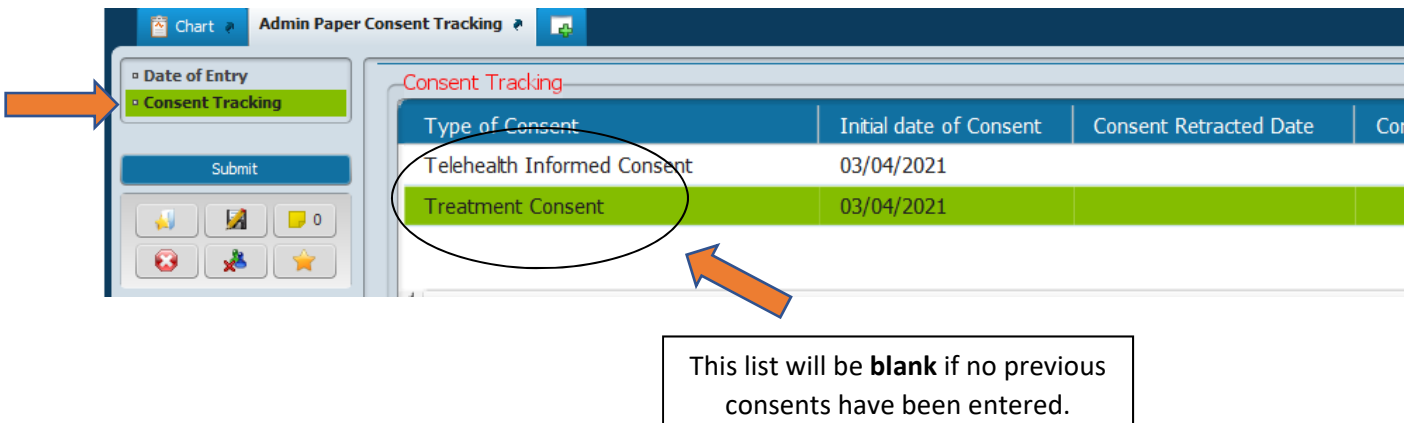 Chart Admin Paper Consent Tracking
Date of Entry
Consent Tracking
Submit
0
Consent Tracking
Type of Consent Initial date of Consent Consent Retracted Date Cor
Telehealth Informed Consent 03/04/2021
Treatment Consent 03/04/2021
This list will be blank if no previous
consents have been entered.